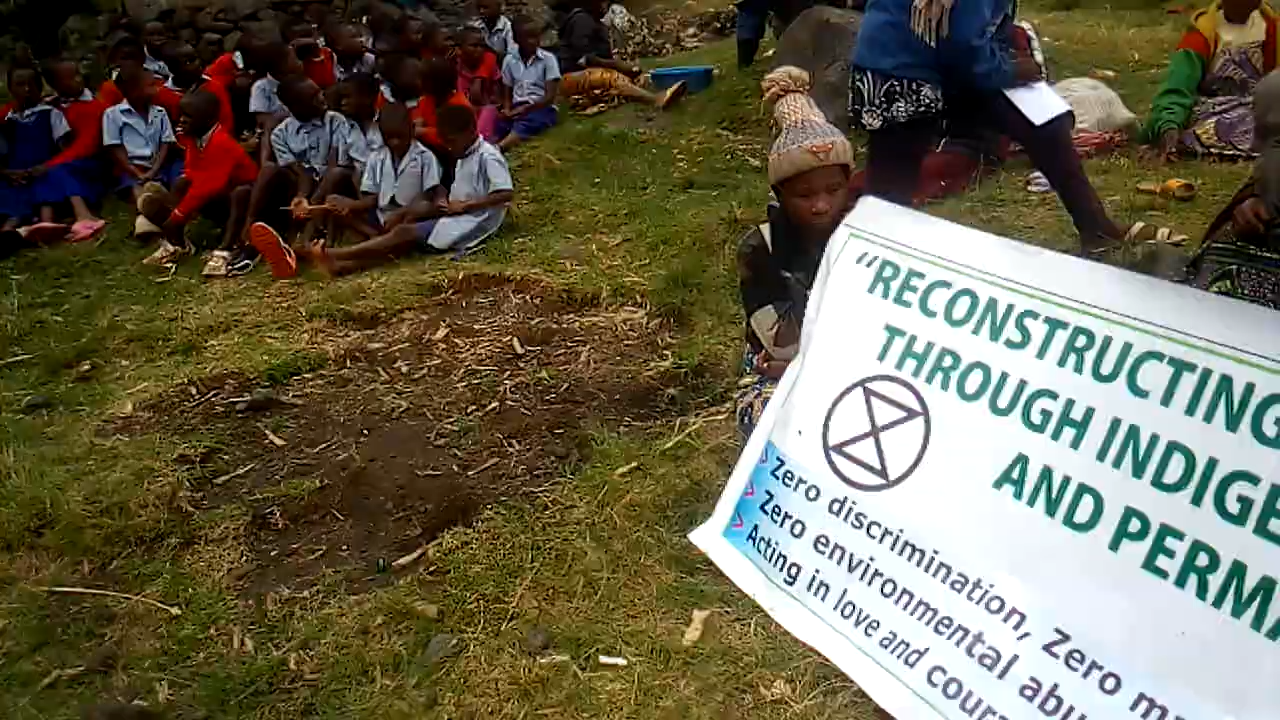 “RECONSTRUCTING
THROUGH INDIGE
AND PERMA
Zero discrimination, Zero
Zero environmental abu
Acting in love and cour